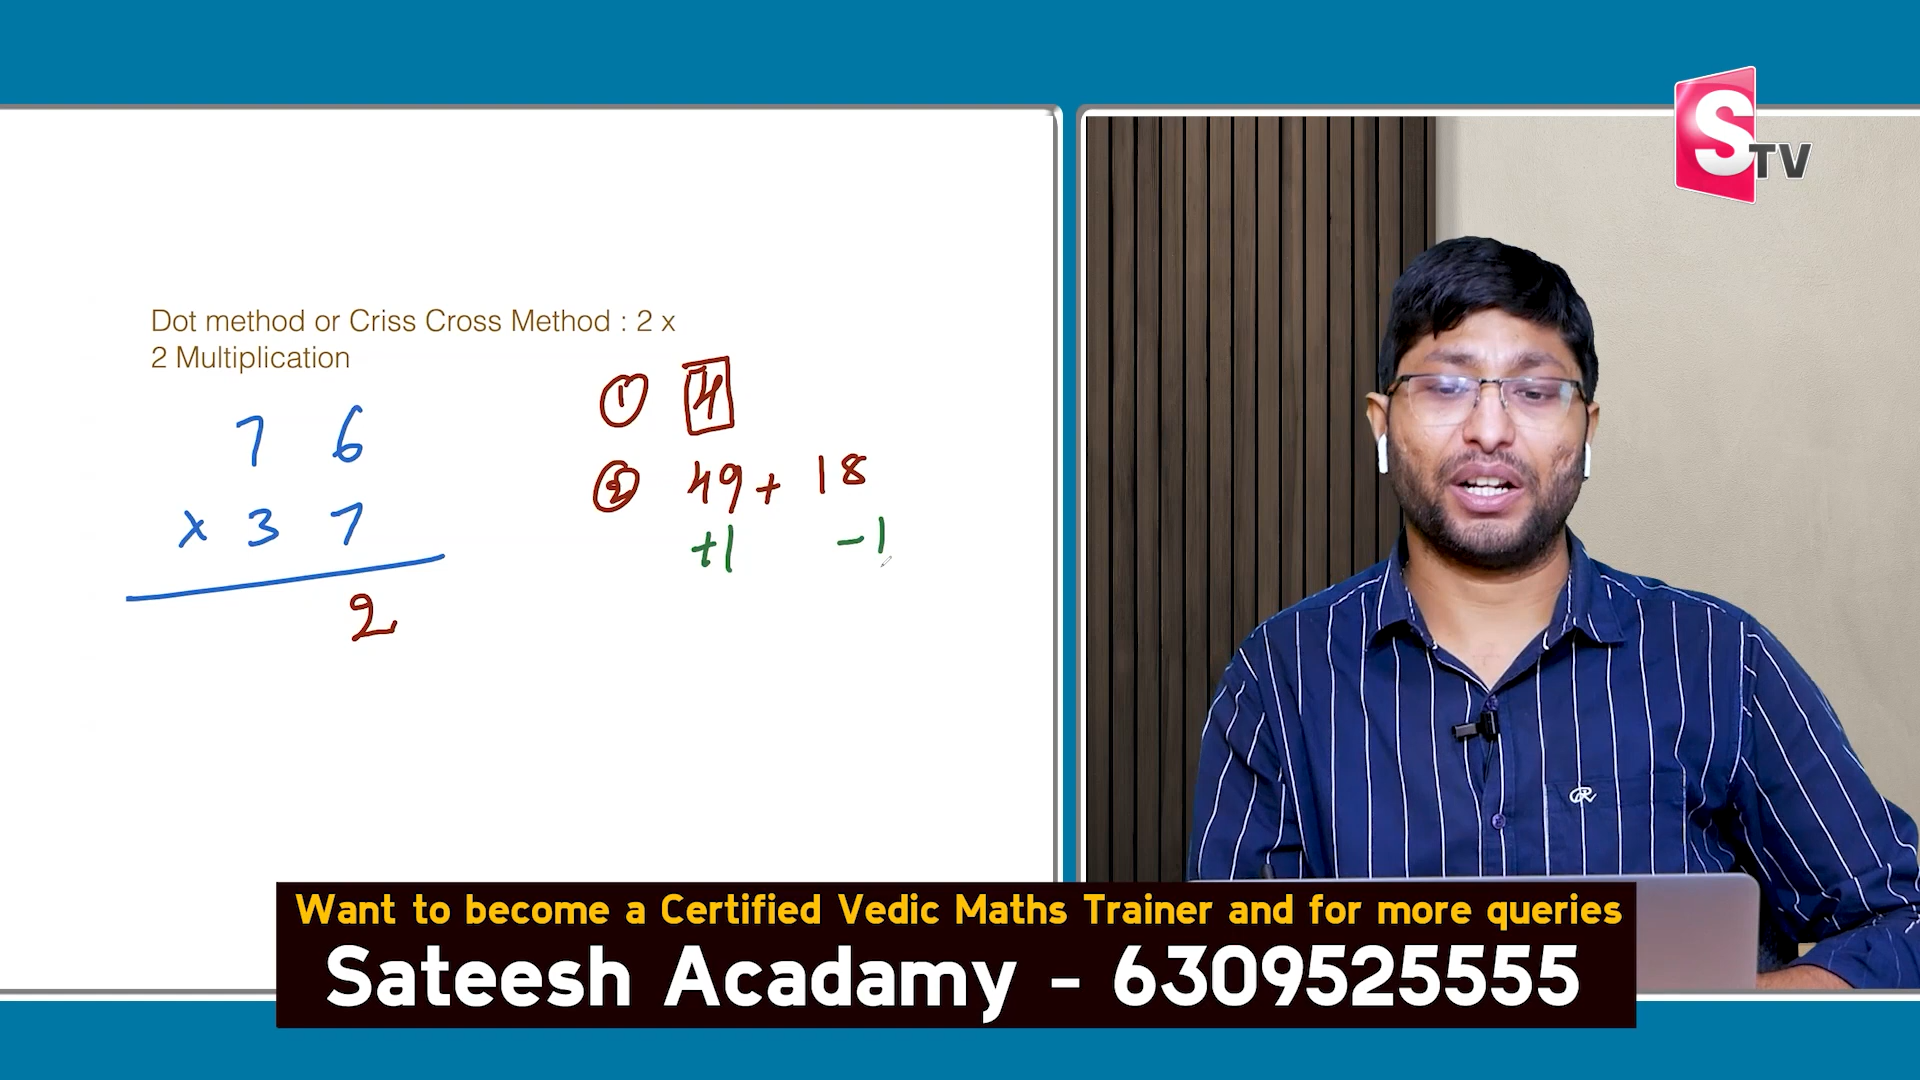 S TV
Dot method or Criss Cross Method : 2 x
2 Multiplication
7 6
x 3 7
2
① 4
② 49 + 18
+1 -1
R
Want to become a Certified Vedic Maths Trainer and for more queries
Sateesh Acadamy - 6309525555